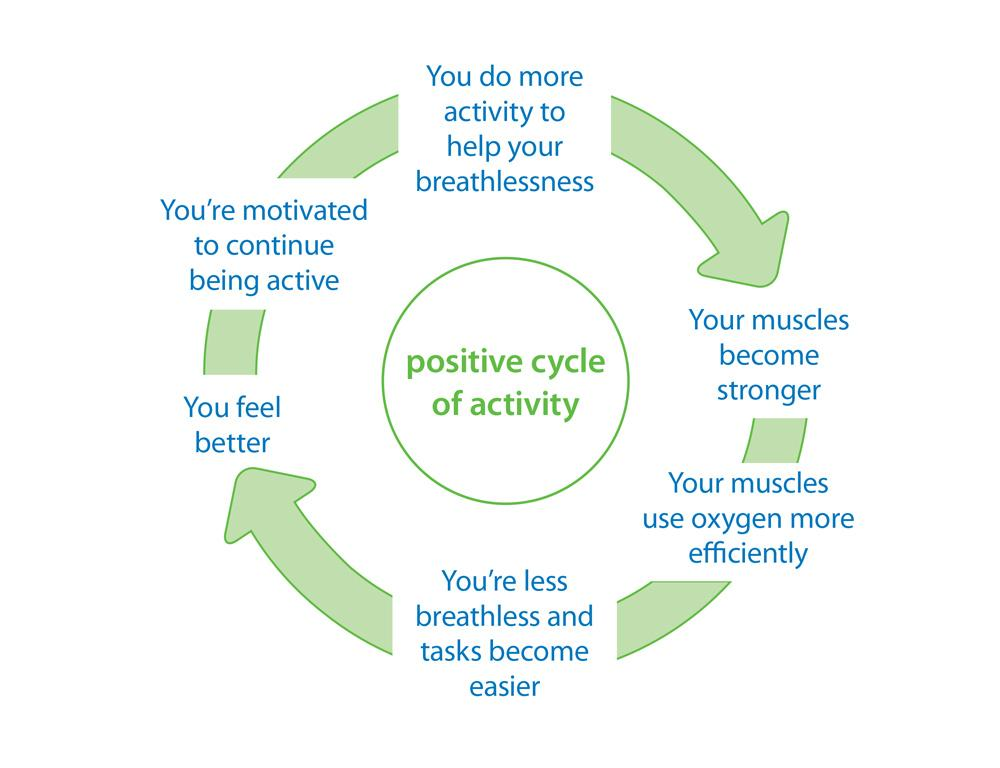 You do more
activity to
help your
breathlessness
Your muscles
become
stronger
Your muscles
use oxygen more
efficiently
You’re less
breathless and
tasks become
easier
You feel
better
You’re motivated
to continue
being active
positive cycle
of activity